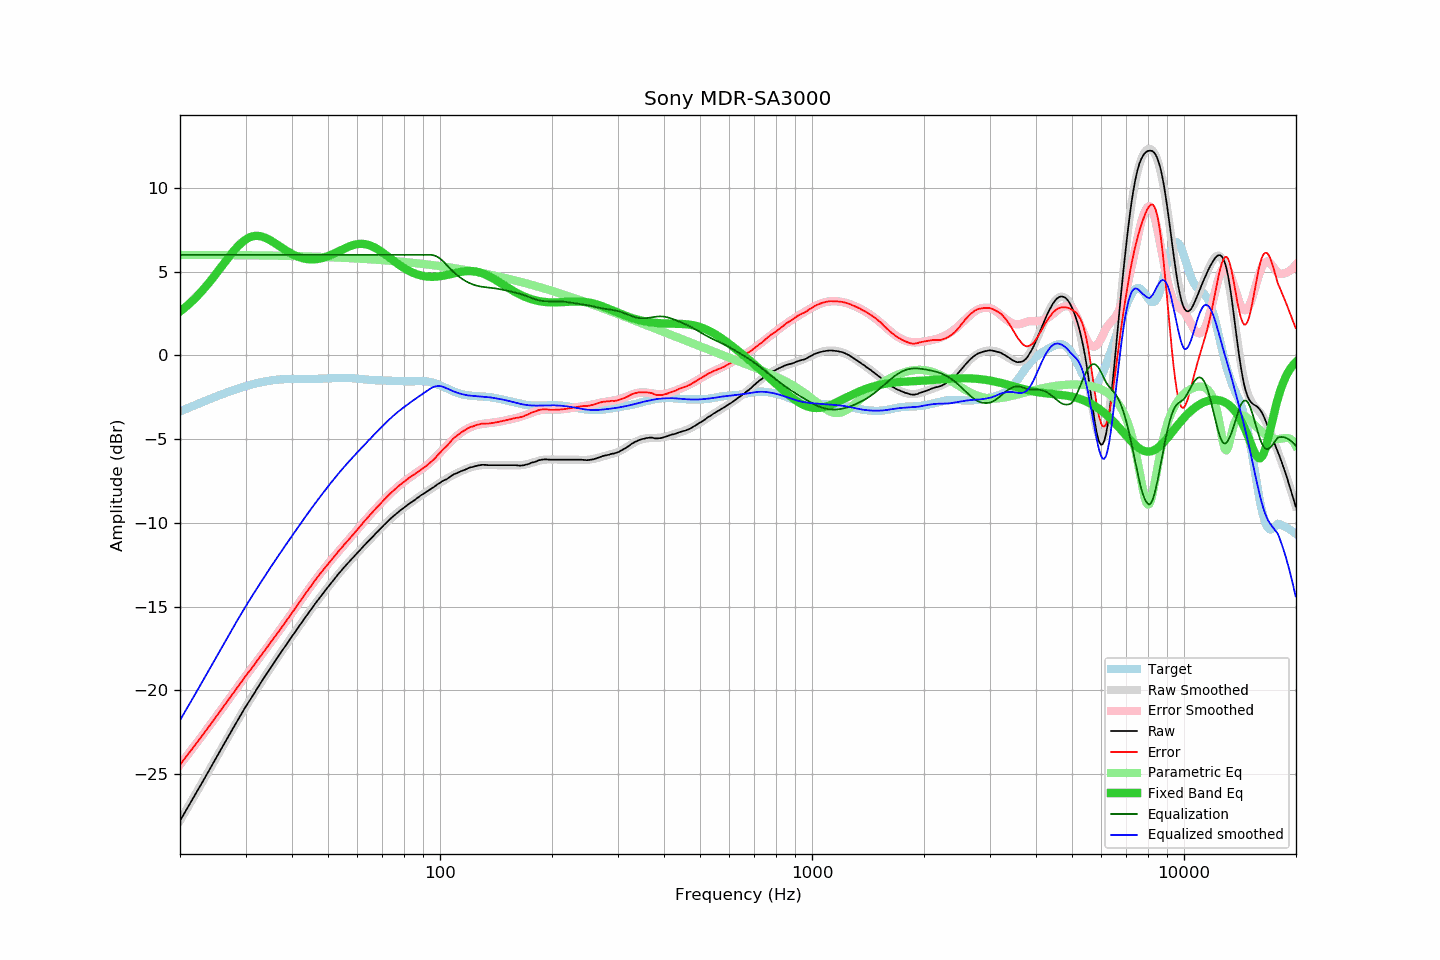 Sony MDR-SA3000
Amplitude (dBr)
10
5
0
−5
−10
−15
−20
−25
100
1000
10000
Frequency (Hz)
Target
Raw Smoothed
Error Smoothed
Raw
Error
Parametric Eq
Fixed Band Eq
Equalization
Equalized smoothed